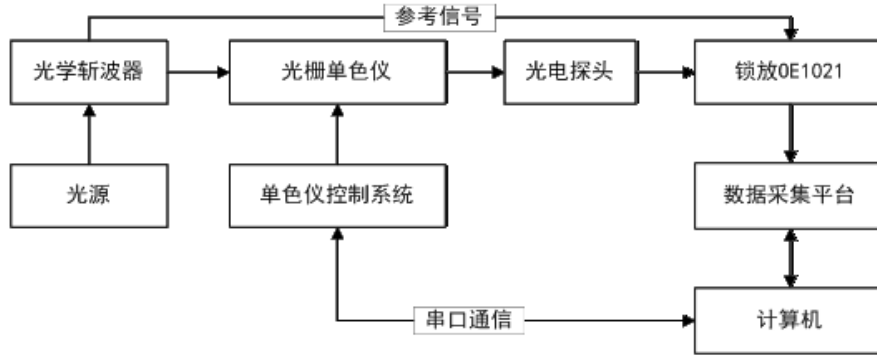 参考信号
光学斩波器
光栅单色仪
光电探头
锁放OE1021
光源
单色仪控制系统
数据采集平台
串口通信
计算机